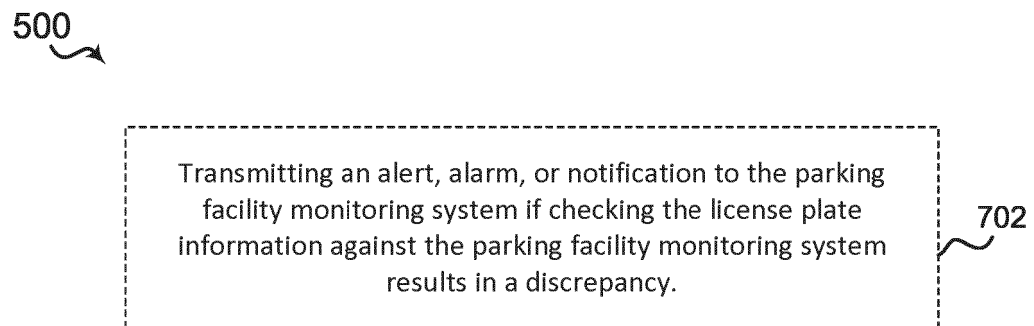 500
Transmitting an alert, alarm, or notification to the parking
facility monitoring system if checking the license plate
information against the parking facility monitoring system
results in a discrepancy.
702